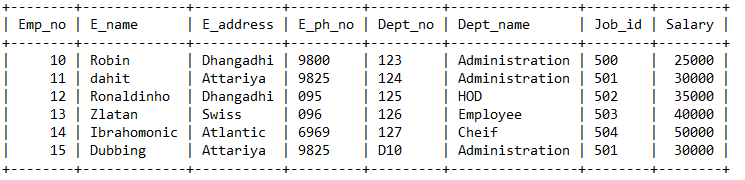 +--------+-------------+-----------+---------+---------+----------------+--------+--------+
| Emp_no | E_name      | E_address | E_ph_no | Dept_no | Dept_name      | Job_id | Salary |
+--------+-------------+-----------+---------+---------+----------------+--------+--------+
|     10 | Robin       | Dhangadhi | 9800    | 123     | Administration | 500    |  25000 |
|     11 | dahit       | Attariya  | 9825    | 124     | Administration | 501    |  30000 |
|     12 | Ronaldinho  | Dhangadhi | 095     | 125     | HOD            | 502    |  35000 |
|     13 | Zlatan      | Swiss     | 096     | 126     | Employee       | 503    |  40000 |
|     14 | Ibrahomonic | Atlantic  | 6969    | 127     | Cheif          | 504    |  50000 |
|     15 | Dubbing     | Attariya  | 9825    | D10     | Administration | 501    |  30000 |
+--------+-------------+-----------+---------+---------+----------------+--------+--------+